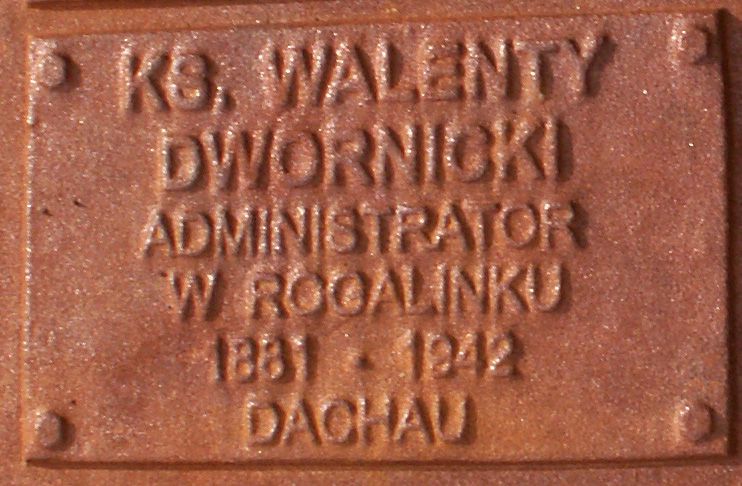 KS. WALENTY
DWORNICKI
ADMINISTRATOR
W ROGALINKU
1881 - 1942
DACHAU